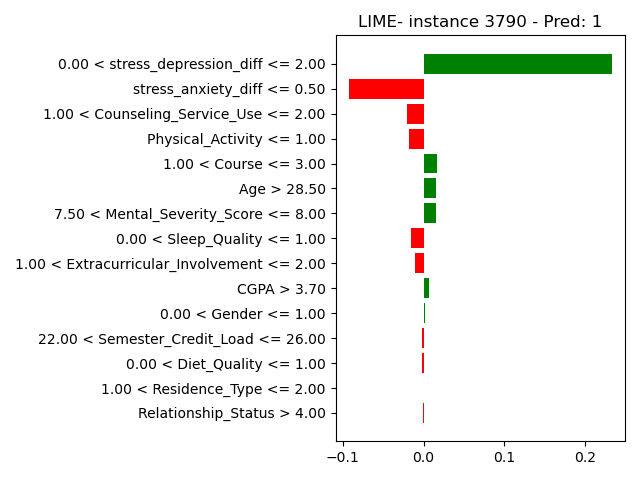 LIME- instance 3790 - Pred: 1
0.00 < stress_depression_diff <= 2.00
stress_anxiety_diff <= 0.50
1.00 < Counseling_Service_Use <= 2.00
Physical_Activity <= 1.00
1.00 < Course <= 3.00
Age > 28.50
7.50 < Mental_Severity_Score <= 8.00
0.00 < Sleep_Quality <= 1.00
1.00 < Extracurricular_Involvement <= 2.00
CGPA > 3.70
0.00 < Gender <= 1.00
22.00 < Semester_Credit_Load <= 26.00
0.00 < Diet_Quality <= 1.00
1.00 < Residence_Type <= 2.00
Relationship_Status > 4.00
−0.1 0.0 0.1 0.2